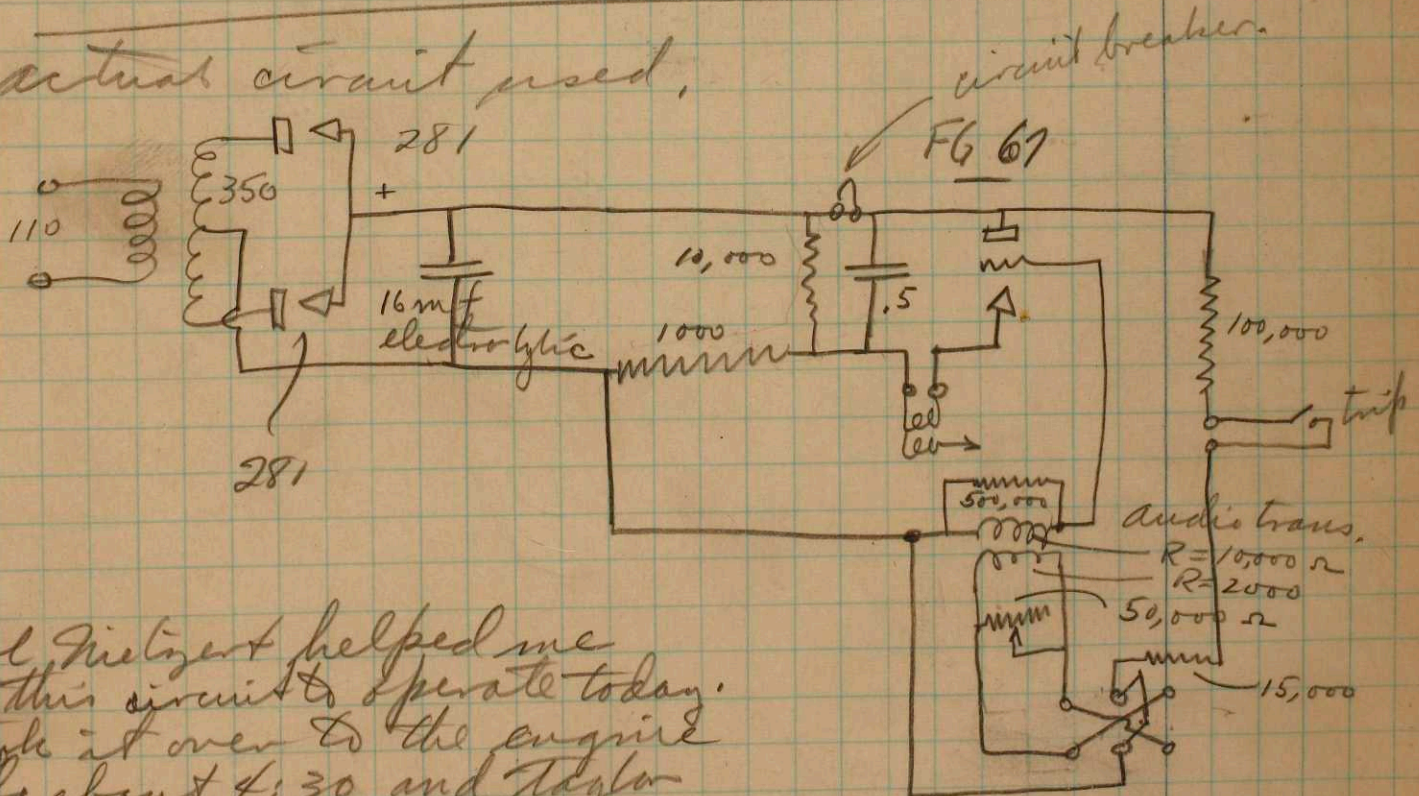 actual circuit used.
circuit breaker.
281
FG 67
350
+
110
10,000
16 mf
electrolytic
.5
1000
100,000
trip
281
500,000
Audio trans.
R = 10,000 Ω
R = 2000
50,000 Ω
15,000
helped me
this circuit to operate today.
it over to the engine
about 4:30 and Taylor